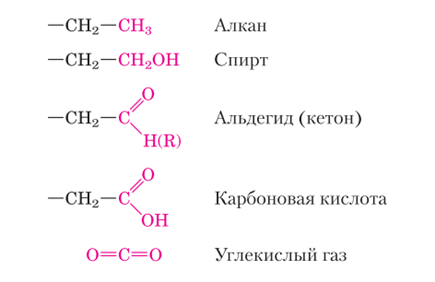 —CH₂—CH₃ Алкан
—CH₂—CH₂OH Спирт
O
—CH₂—C Альдегид (кетон)
H(R)
O
—CH₂—C Карбоновая кислота
OH
O=C=O Углекислый газ